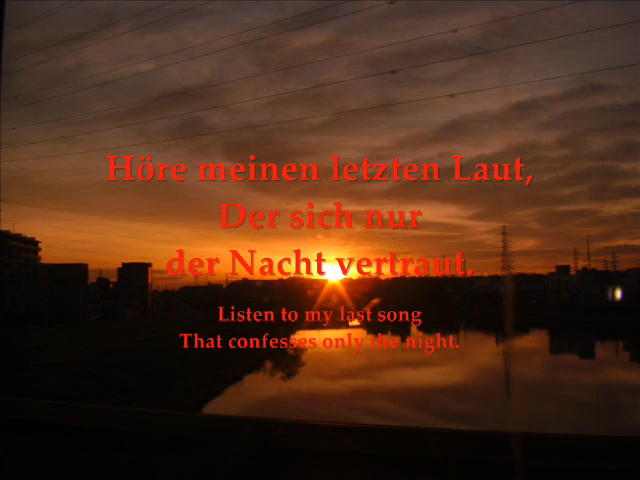 Höre meinen letzten Laut,
Der sich nur
der Nacht vertraut.
Listen to my last song
That confesses only the night.